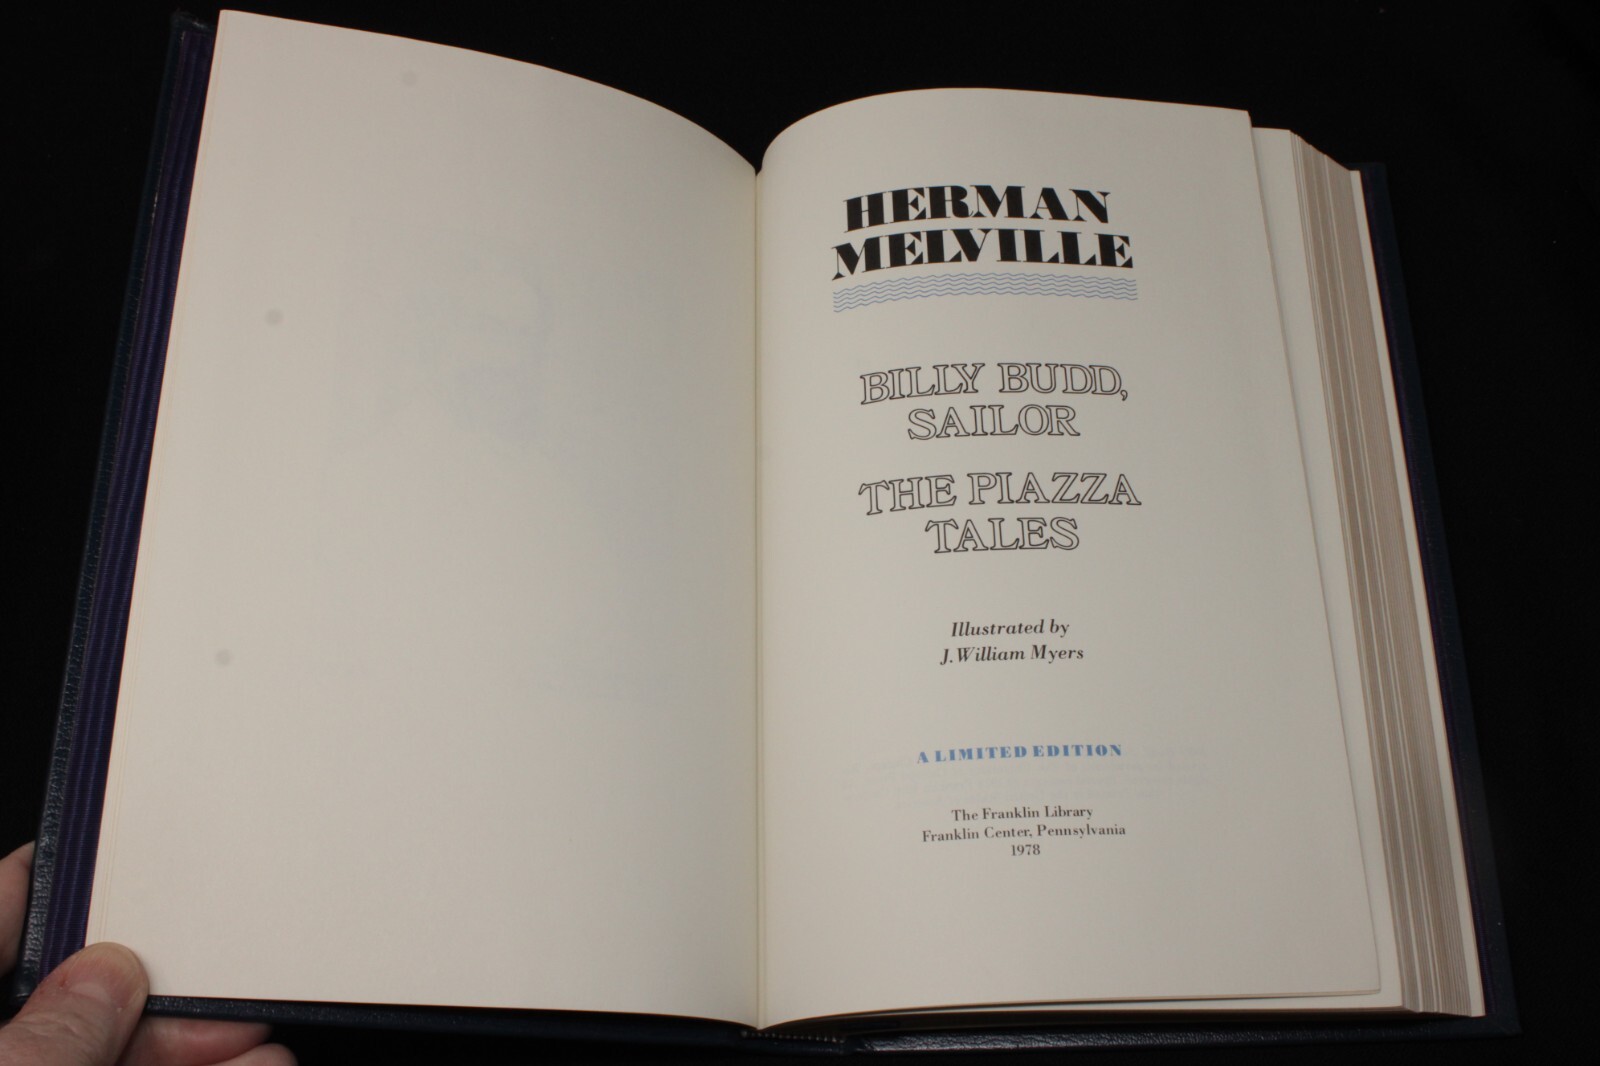 HERMAN
MELVILLE
BILLY BUDD,
SAILOR
THE PIAZZA
TALES
Illustrated by
J. William Myers
A LIMITED EDITION
The Franklin Library
Franklin Center, Pennsylvania
1978